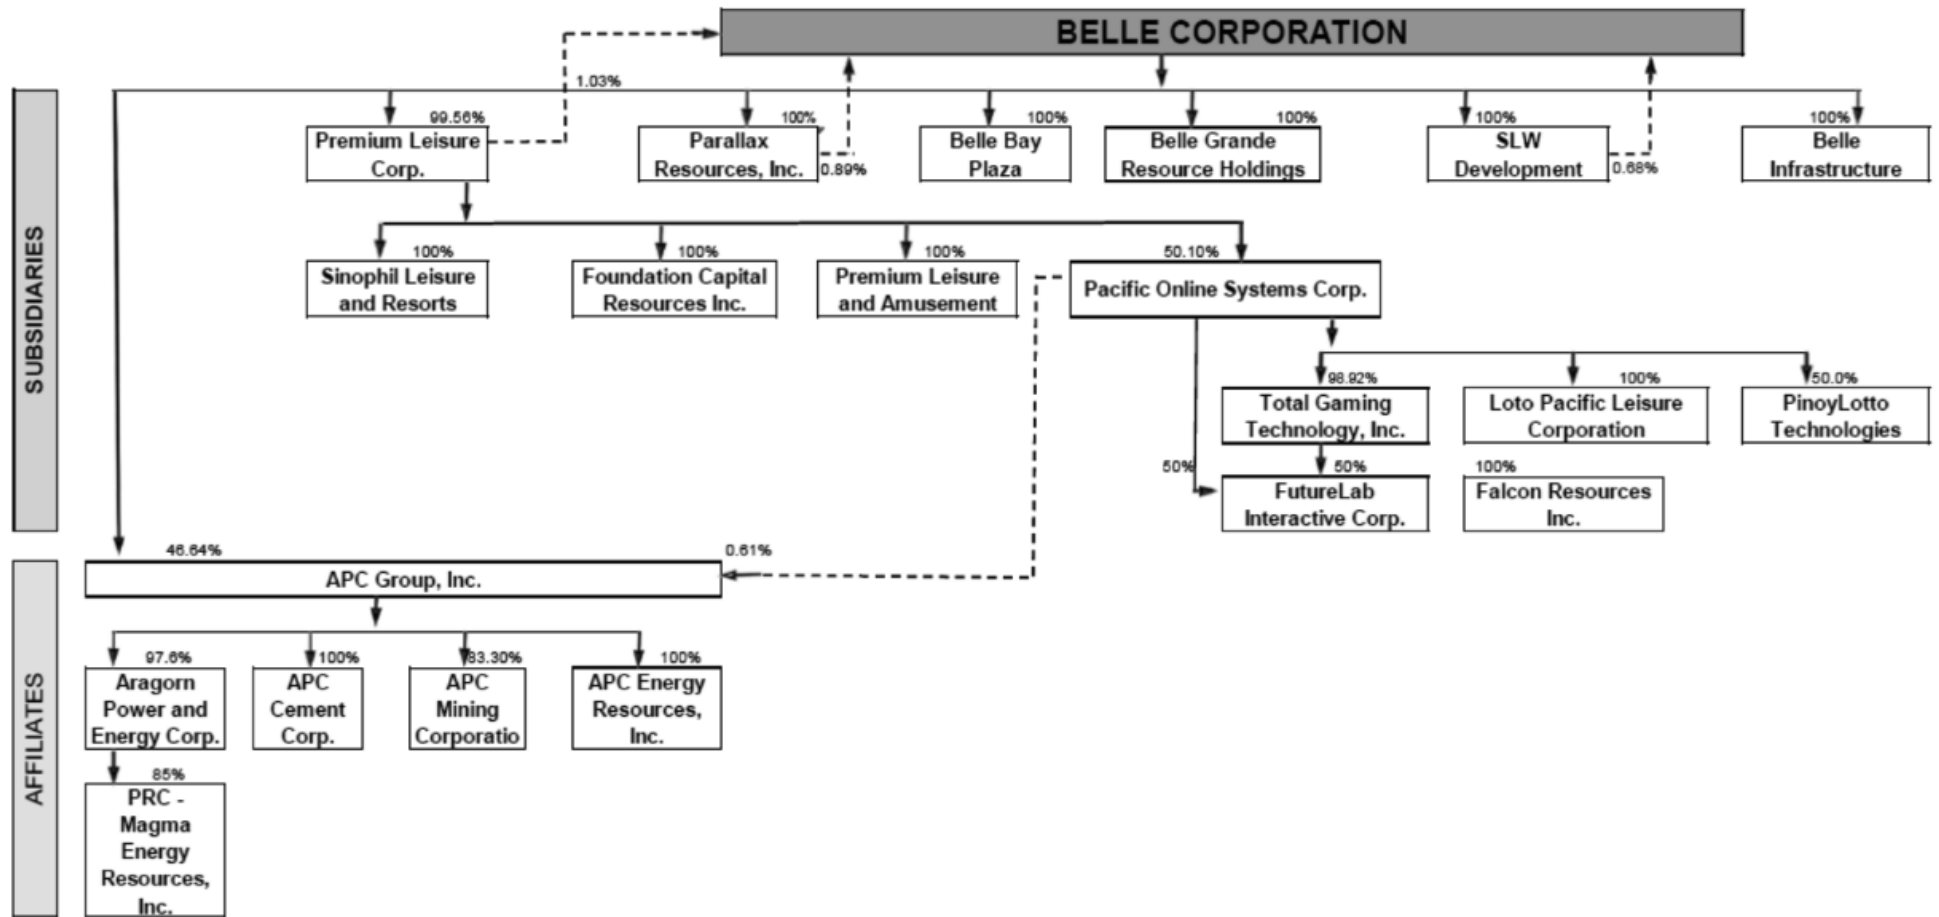 BELLE CORPORATION
1.03%
SUBSIDIARIES
99.56%
Premium Leisure
Corp.
100%
Parallax
Resources, Inc.
0.89%
100%
Belle Bay
Plaza
100%
Belle Grande
Resource Holdings
100%
SLW
Development
0.68%
100%
Belle
Infrastructure
100%
Sinophil Leisure
and Resorts
100%
Foundation Capital
Resources Inc.
100%
Premium Leisure
and Amusement
50.10%
Pacific Online Systems Corp.
98.92%
Total Gaming
Technology, Inc.
100%
Loto Pacific Leisure
Corporation
50.0%
PinoyLotto
Technologies
50%
50%
FutureLab
Interactive Corp.
100%
Falcon Resources
Inc.
AFFILIATES
46.64%
0.61%
APC Group, Inc.
97.6%
Aragorn
Power and
Energy Corp.
100%
APC
Cement
Corp.
83.30%
APC
Mining
Corporatio
100%
APC Energy
Resources,
Inc.
85%
PRC -
Magma
Energy
Resources,
Inc.